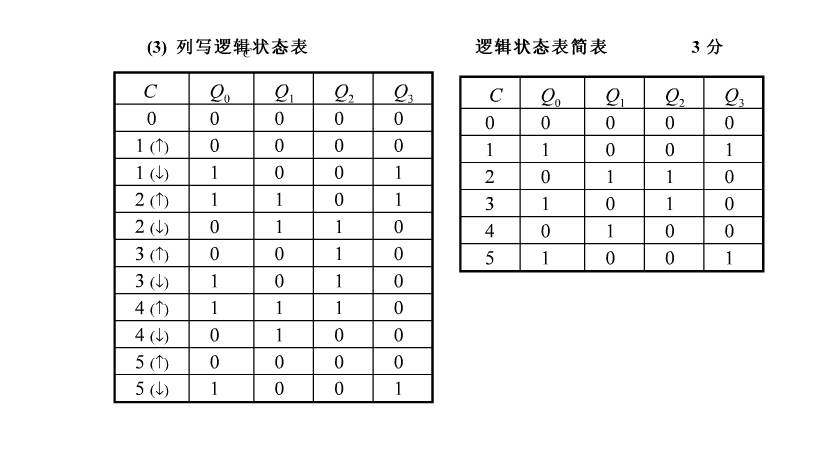 (3) 列写逻辑状态表
C Q0 Q1 Q2 Q3
0 0 0 0 0
1 (↑) 0 0 0 0
1 (↓) 1 0 0 1
2 (↑) 1 1 0 1
2 (↓) 0 1 1 0
3 (↑) 0 0 1 0
3 (↓) 1 0 1 0
4 (↑) 1 1 1 0
4 (↓) 0 1 0 0
5 (↑) 0 0 0 0
5 (↓) 1 0 0 1
逻辑状态表简表 3 分
C Q0 Q1 Q2 Q3
0 0 0 0 0
1 1 0 0 1
2 0 1 1 0
3 1 0 1 0
4 0 1 0 0
5 1 0 0 1